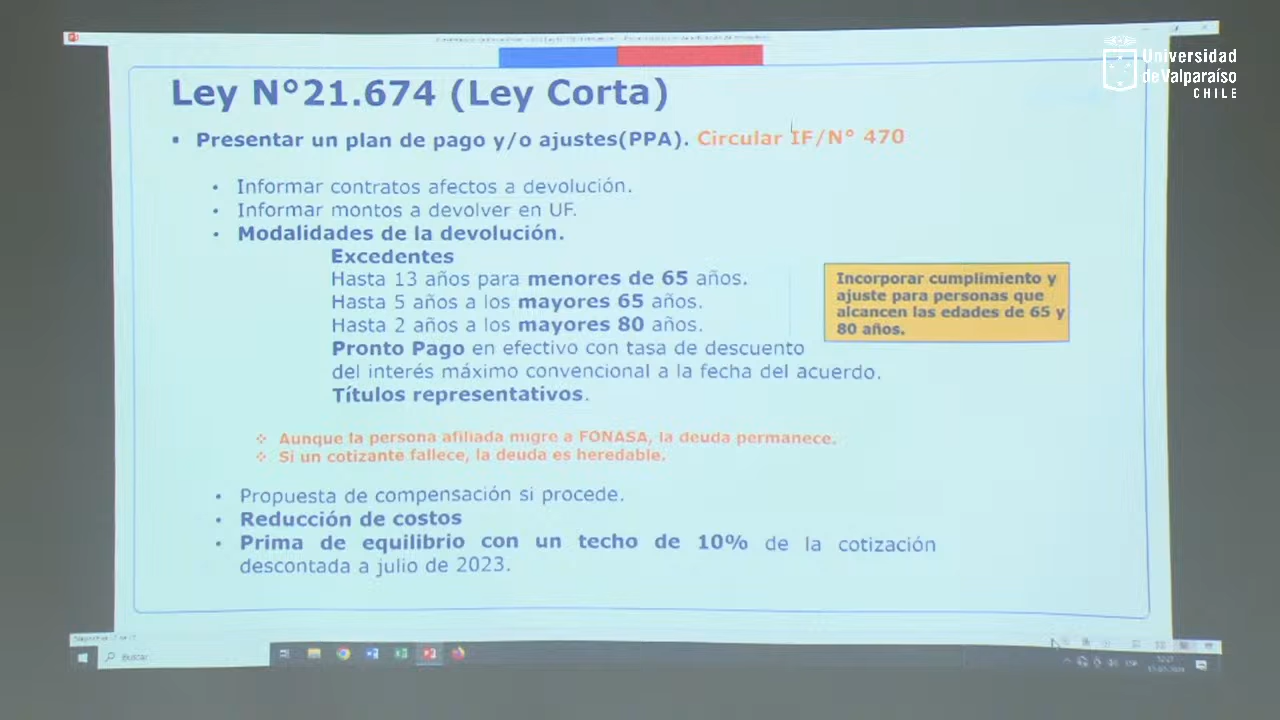 Universidad
de Valparaíso
CHILE
Ley N°21.674 (Ley Corta)
▪ Presentar un plan de pago y/o ajustes(PPA). Circular IF/N° 470
• Informar contratos afectos a devolución.
• Informar montos a devolver en UF.
• Modalidades de la devolución.
Excedentes
Hasta 13 años para menores de 65 años.
Hasta 5 años a los mayores 65 años.
Hasta 2 años a los mayores 80 años.
Pronto Pago en efectivo con tasa de descuento
del interés máximo convencional a la fecha del acuerdo.
Títulos representativos.
Incorporar cumplimiento y
ajuste para personas que
alcancen las edades de 65 y
80 años.
❖ Aunque la persona afiliada migre a FONASA, la deuda permanece.
❖ Si un cotizante fallece, la deuda es heredable.
• Propuesta de compensación si procede.
• Reducción de costos
• Prima de equilibrio con un techo de 10% de la cotización
descontada a julio de 2023.
Buscar